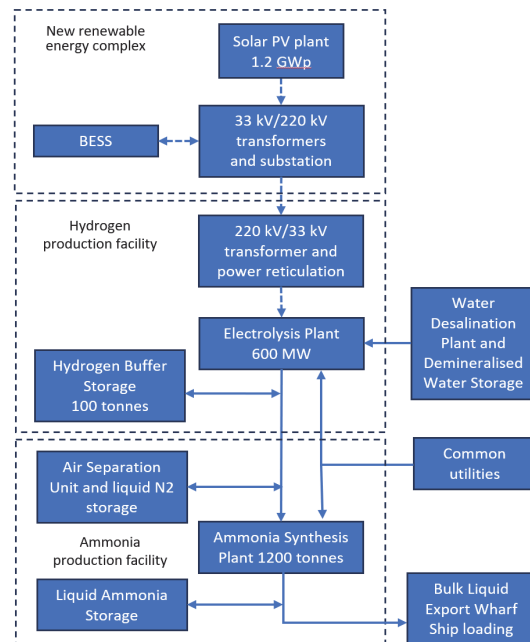 New renewable
energy complex
Solar PV plant
1.2 GWp
BESS
33 kV/220 kV
transformers
and substation
Hydrogen
production facility
220 kV/33 kV
transformer and
power reticulation
Electrolysis Plant
600 MW
Water
Desalination
Plant and
Demineralised
Water Storage
Hydrogen Buffer
Storage
100 tonnes
Air Separation
Unit and liquid N2
storage
Common
utilities
Ammonia
production facility
Ammonia Synthesis
Plant 1200 tonnes
Liquid Ammonia
Storage
Bulk Liquid
Export Wharf
Ship loading